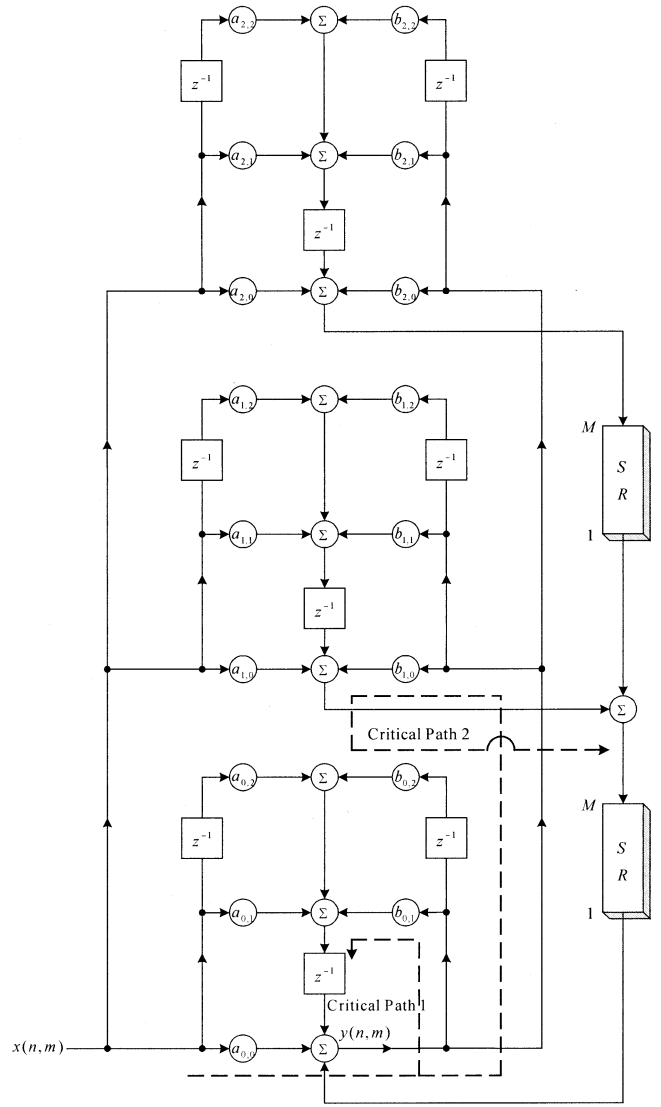 a2,2 Σ b2,2
z⁻¹ z⁻¹
a2,1 Σ b2,1
z⁻¹
a2,0 Σ b2,0
a1,2 Σ b1,2
M
z⁻¹ z⁻¹
S
R
a1,1 Σ b1,1
1
z⁻¹
a1,0 Σ b1,0
Σ
Critical Path 2
a0,2 Σ b0,2
M
z⁻¹ z⁻¹
S
R
a0,1 Σ b0,1
1
z⁻¹
Critical Path 1
y(n,m)
x(n,m) a0,0 Σ